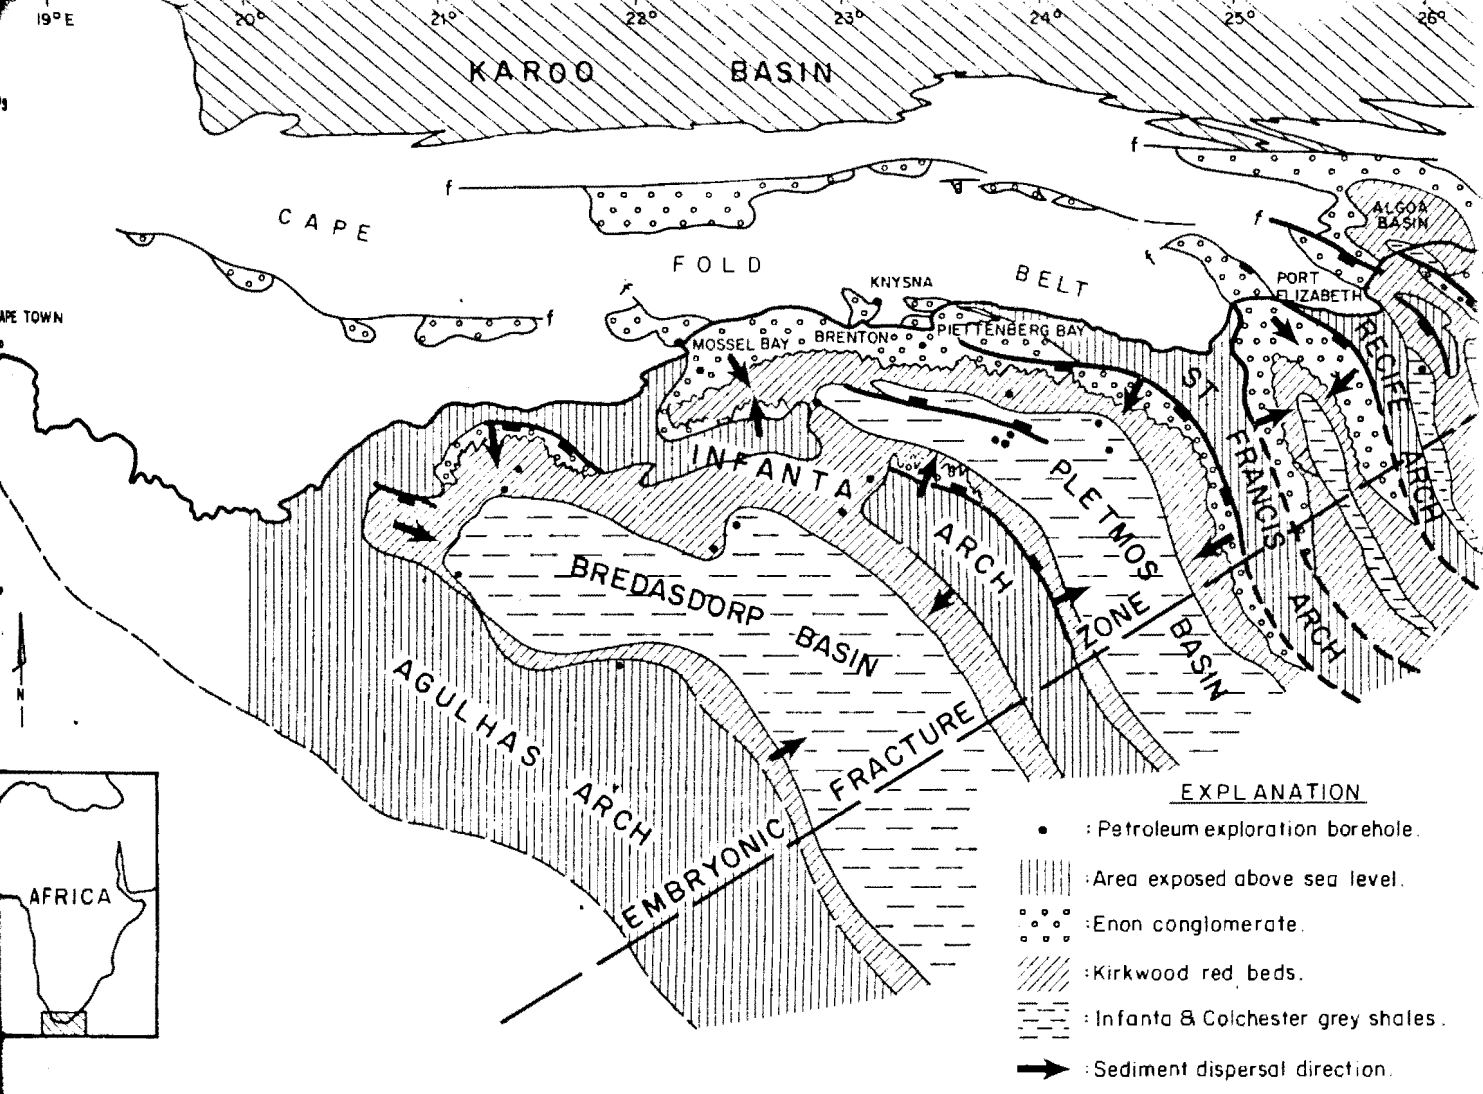 19°E 20° 21° 22° 23° 24° 25° 26°
KAROO BASIN
f
f
CAPE
FOLD
BELT
f
ALGOA
BASIN
f
f
KNYSNA
PORT
ELIZABETH
APE TOWN
f
f
MOSSEL BAY
BRENTON
PLETTENBERG BAY
ST
FRANCIS
ARCH
RECIFE
ARCH
INFANTA
ARCH
PLETMOS
BASIN
BREDASDORP
BASIN
AGULHAS
ARCH
EMBRYONIC FRACTURE ZONE
N
AFRICA
EXPLANATION
: Petroleum exploration borehole.
: Area exposed above sea level.
: Enon conglomerate.
: Kirkwood red beds.
: Infanta & Colchester grey shales.
: Sediment dispersal direction.